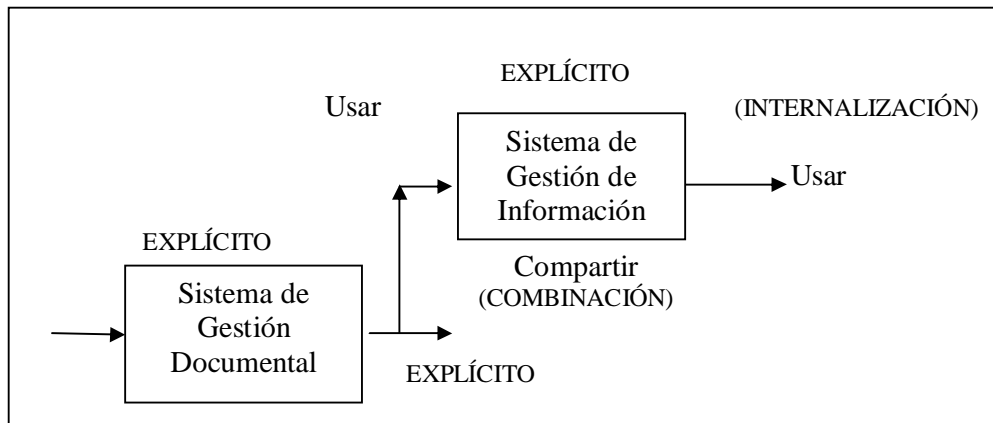 EXPLÍCITO
Usar
(INTERNALIZACIÓN)
Sistema de
Gestión de
Información
Usar
EXPLÍCITO
Compartir
(COMBINACIÓN)
Sistema de
Gestión
Documental
EXPLÍCITO